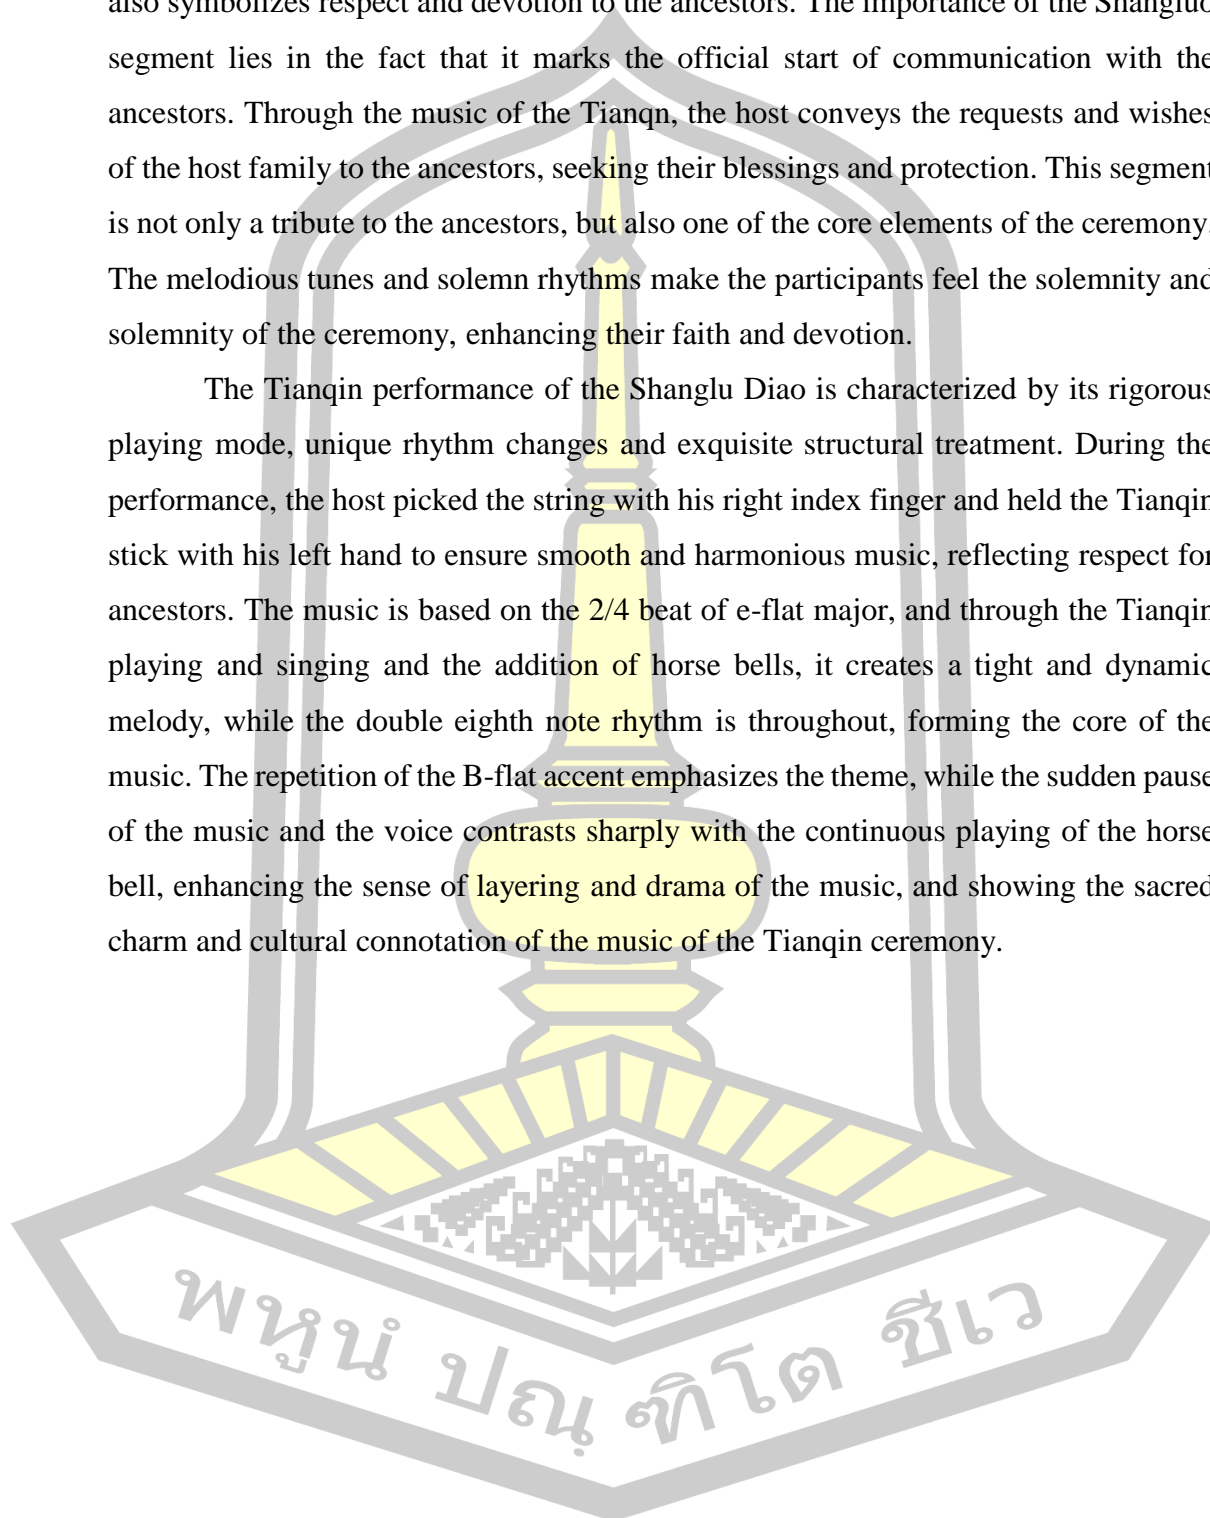 also symbolizes respect and devotion to the ancestors. The importance of the Shangluo
segment lies in the fact that it marks the official start of communication with the
ancestors. Through the music of the Tianqn, the host conveys the requests and wishes
of the host family to the ancestors, seeking their blessings and protection. This segment
is not only a tribute to the ancestors, but also one of the core elements of the ceremony.
The melodious tunes and solemn rhythms make the participants feel the solemnity and
solemnity of the ceremony, enhancing their faith and devotion.
The Tianqin performance of the Shanglu Diao is characterized by its rigorous
playing mode, unique rhythm changes and exquisite structural treatment. During the
performance, the host picked the string with his right index finger and held the Tianqin
stick with his left hand to ensure smooth and harmonious music, reflecting respect for
ancestors. The music is based on the 2/4 beat of e-flat major, and through the Tianqin
playing and singing and the addition of horse bells, it creates a tight and dynamic
melody, while the double eighth note rhythm is throughout, forming the core of the
music. The repetition of the B-flat accent emphasizes the theme, while the sudden pause
of the music and the voice contrasts sharply with the continuous playing of the horse
bell, enhancing the sense of layering and drama of the music, and showing the sacred
charm and cultural connotation of the music of the Tianqin ceremony.
พหูนํ ปณฺฑิโต ชีเว